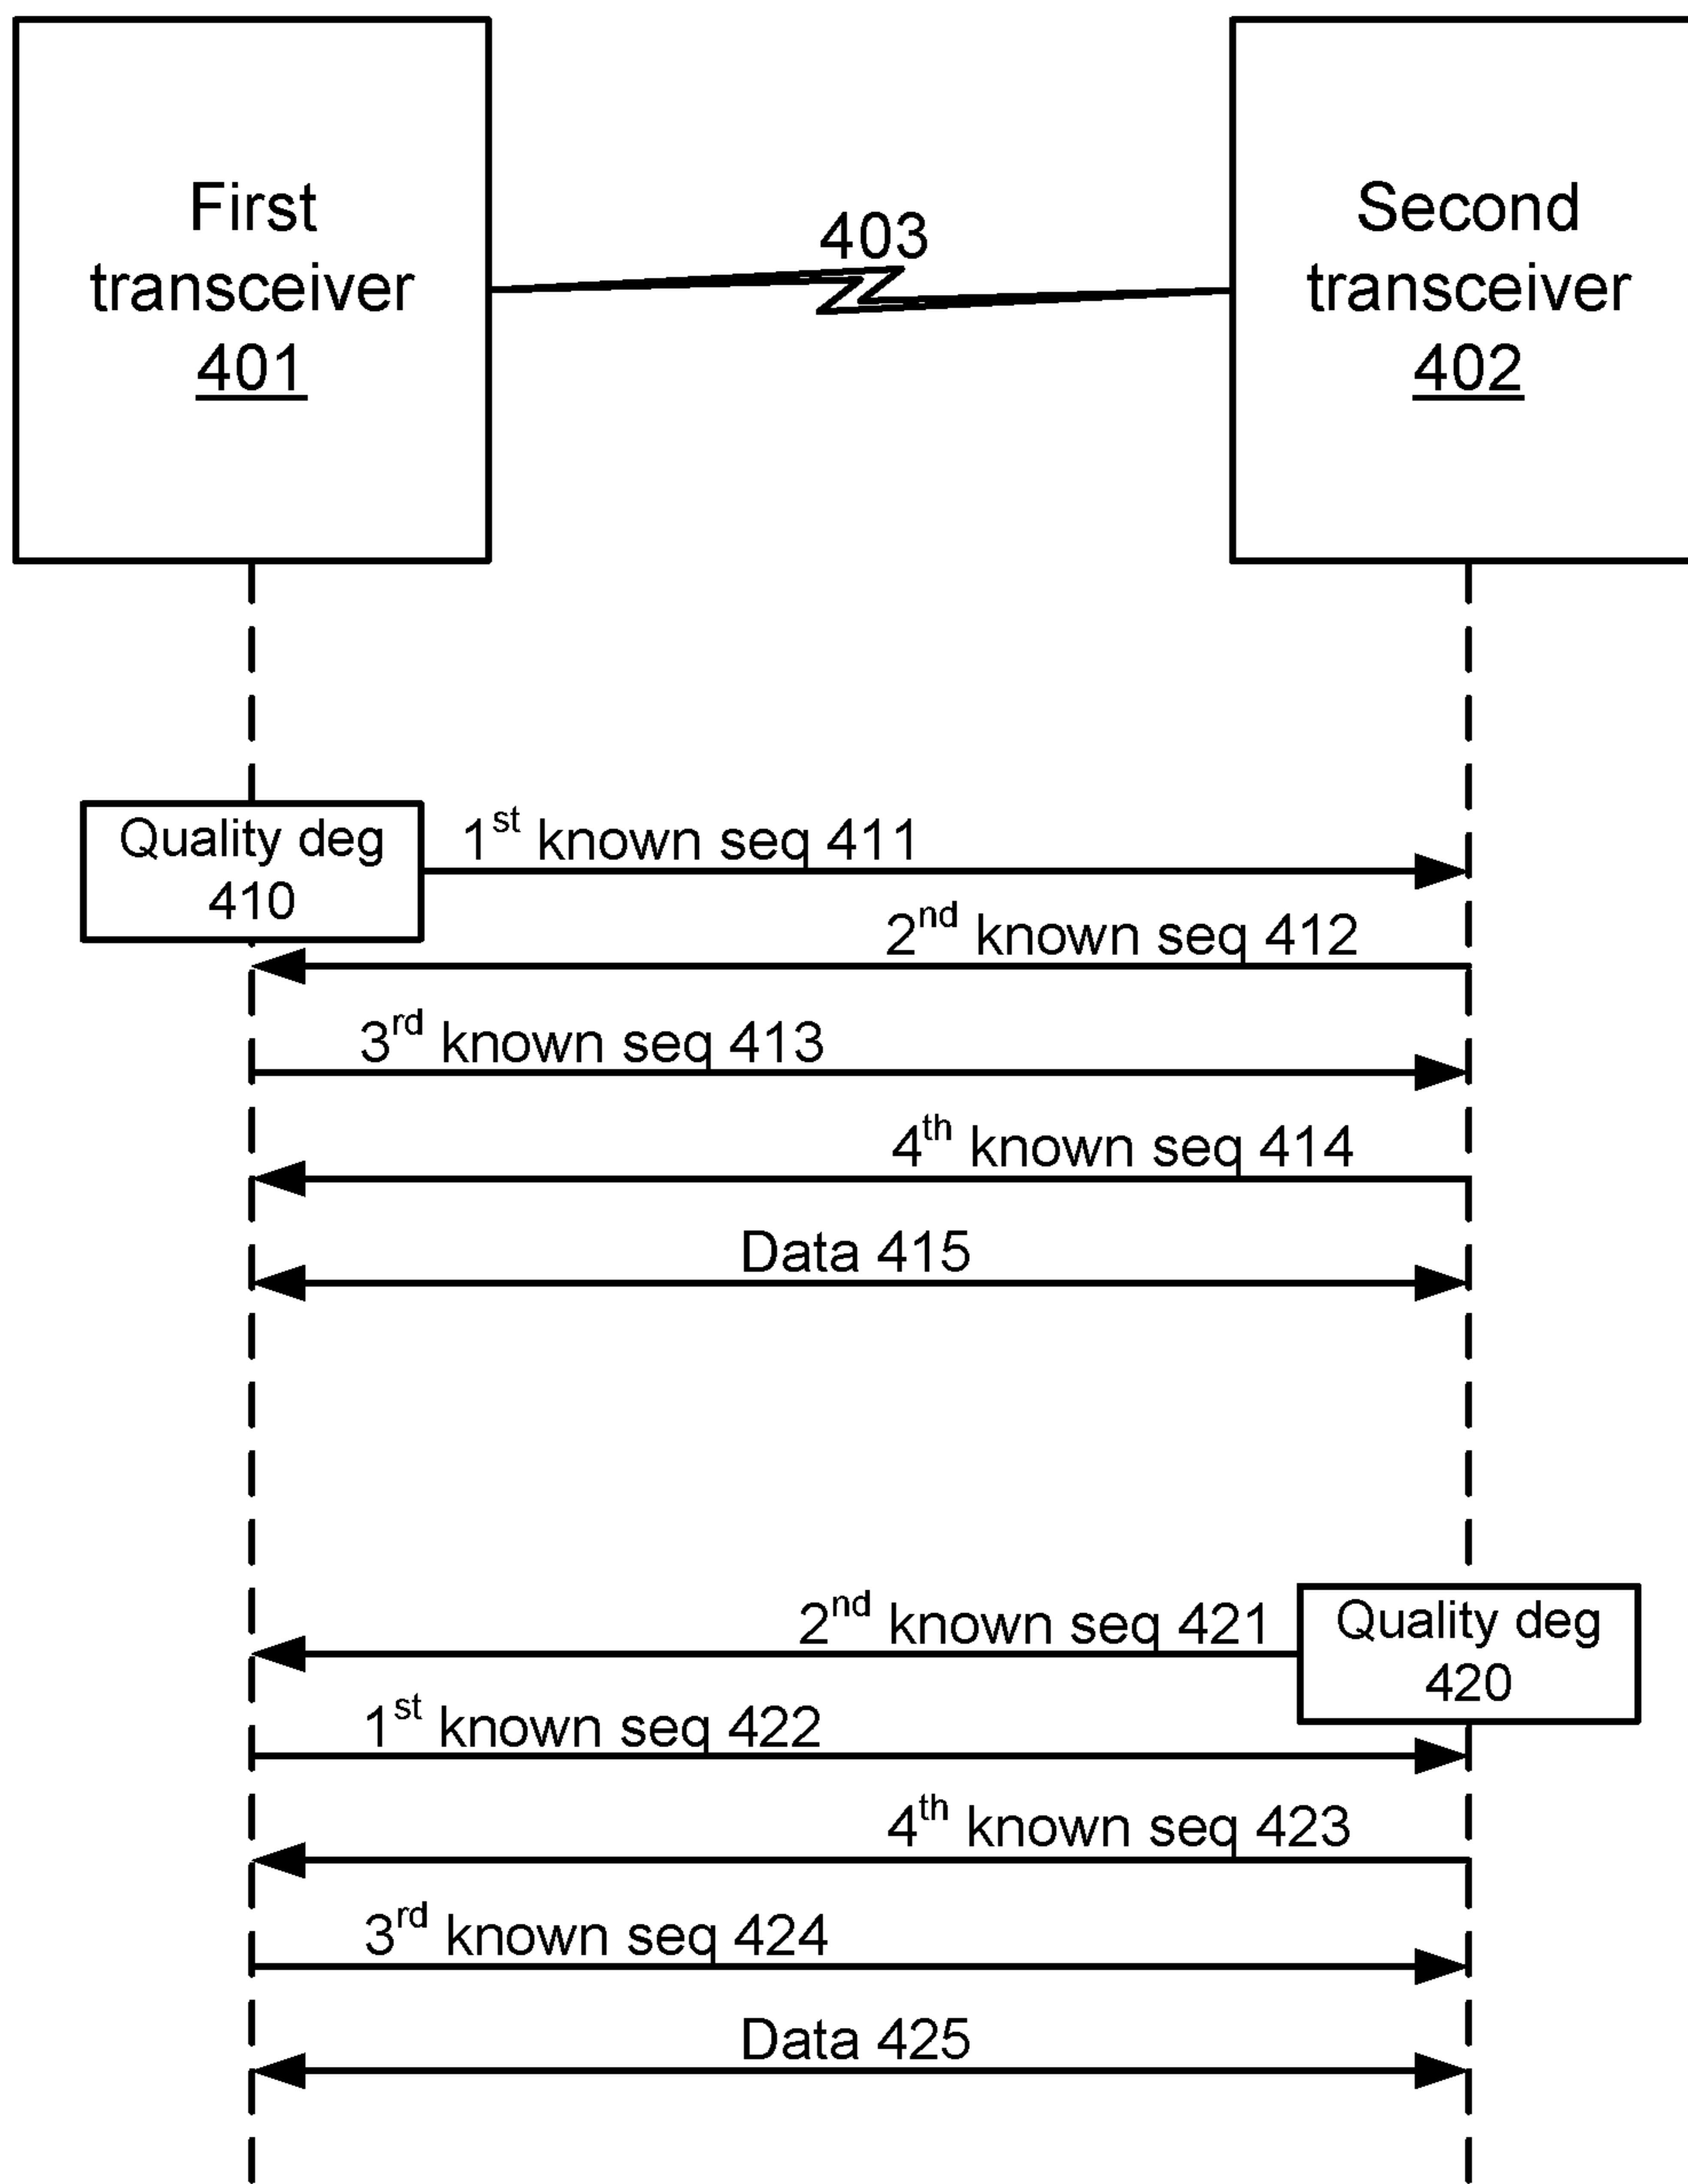 First
transceiver
401
403
Second
transceiver
402
Quality deg
410
1st known seq 411
2nd known seq 412
3rd known seq 413
4th known seq 414
Data 415
2nd known seq 421
Quality deg
420
1st known seq 422
4th known seq 423
3rd known seq 424
Data 425